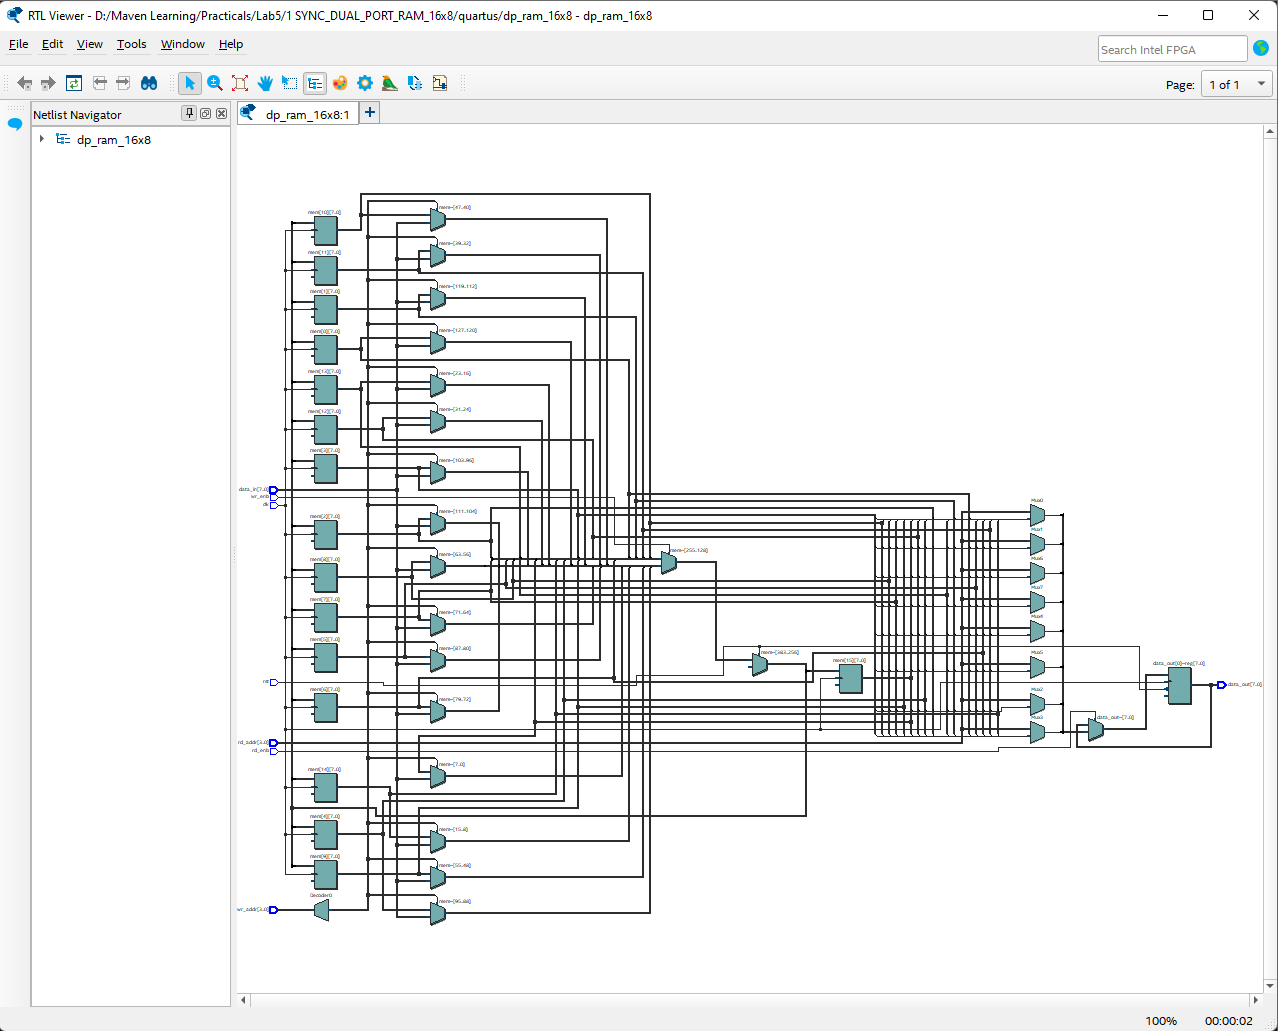 RTL Viewer - D:/Maven Learning/Practicals/Lab5/1 SYNC_DUAL_PORT_RAM_16x8/quartus/dp_ram_16x8 - dp_ram_16x8
File Edit View Tools Window Help
Search Intel FPGA
Page: 1 of 1
Netlist Navigator
dp_ram_16x8:1
dp_ram_16x8
mem[10][7..0]
mem~[47..40]
mem~[39..32]
mem[11][7..0]
mem~[119..112]
mem[1][7..0]
mem~[127..120]
mem[0][7..0]
mem[13][7..0]
mem~[23..16]
mem[12][7..0]
mem~[31..24]
mem[3][7..0]
mem~[103..96]
data_in[7..0]
wr_enb
clk
mem~[111..104]
mem[2][7..0]
Mux0
Mux1
mem~[63..56]
mem~[255..128]
mem[8][7..0]
Mux6
mem[7][7..0]
mem~[71..64]
Mux7
Mux4
mem[5][7..0]
mem~[87..80]
mem~[383..256]
Mux5
mem[15][7..0]
data_out[0]~reg[7..0]
rst
data_out[7..0]
mem[6][7..0]
mem~[79..72]
Mux2
Mux3
data_out~[7..0]
rd_addr[3..0]
rd_enb
mem[14][7..0]
mem~[7..0]
mem[4][7..0]
mem~[15..8]
mem[9][7..0]
mem~[55..48]
Decoder0
mem~[95..88]
wr_addr[3..0]
100% 00:00:02